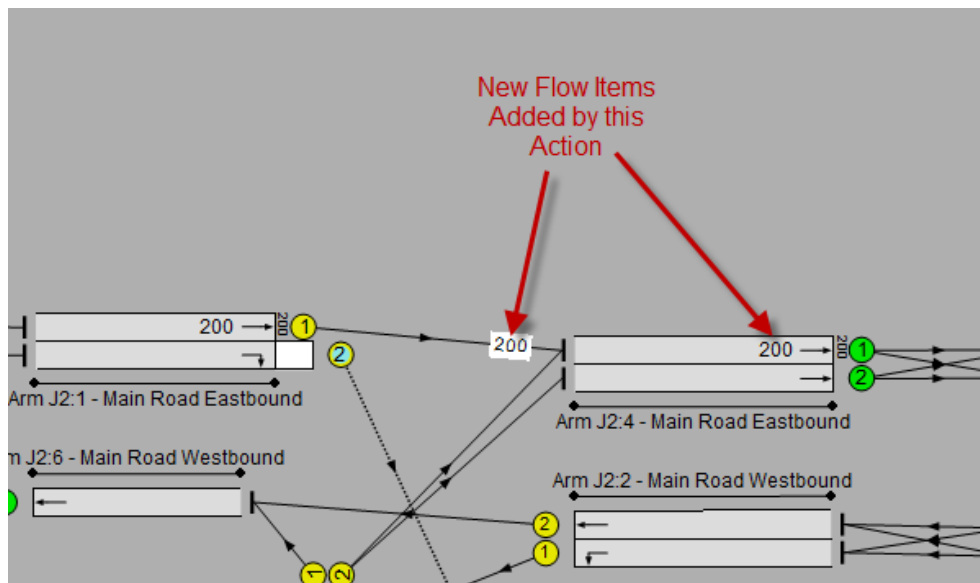 New Flow Items
Added by this
Action
200
200
1
2
200
200
200
1
2
Arm J2:1 - Main Road Eastbound
Arm J2:4 - Main Road Eastbound
m J2:6 - Main Road Westbound
Arm J2:2 - Main Road Westbound
2
1
1
2